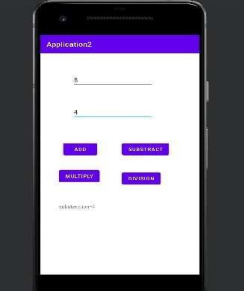 Application2
8
4
ADD
SUBSTRACT
MULTIPLY
DIVISION